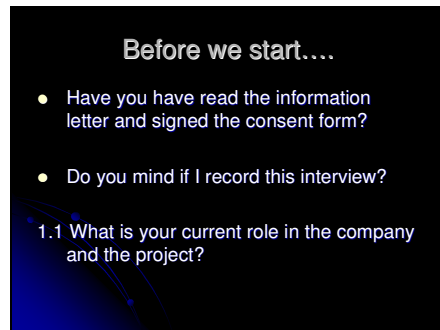 Before we start....
● Have you have read the information
letter and signed the consent form?
● Do you mind if I record this interview?
1.1 What is your current role in the company
and the project?